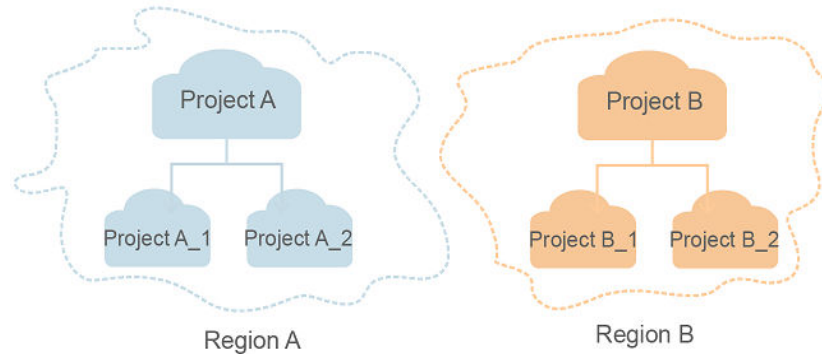 Project A
Project A_1
Project A_2
Region A
Project B
Project B_1
Project B_2
Region B